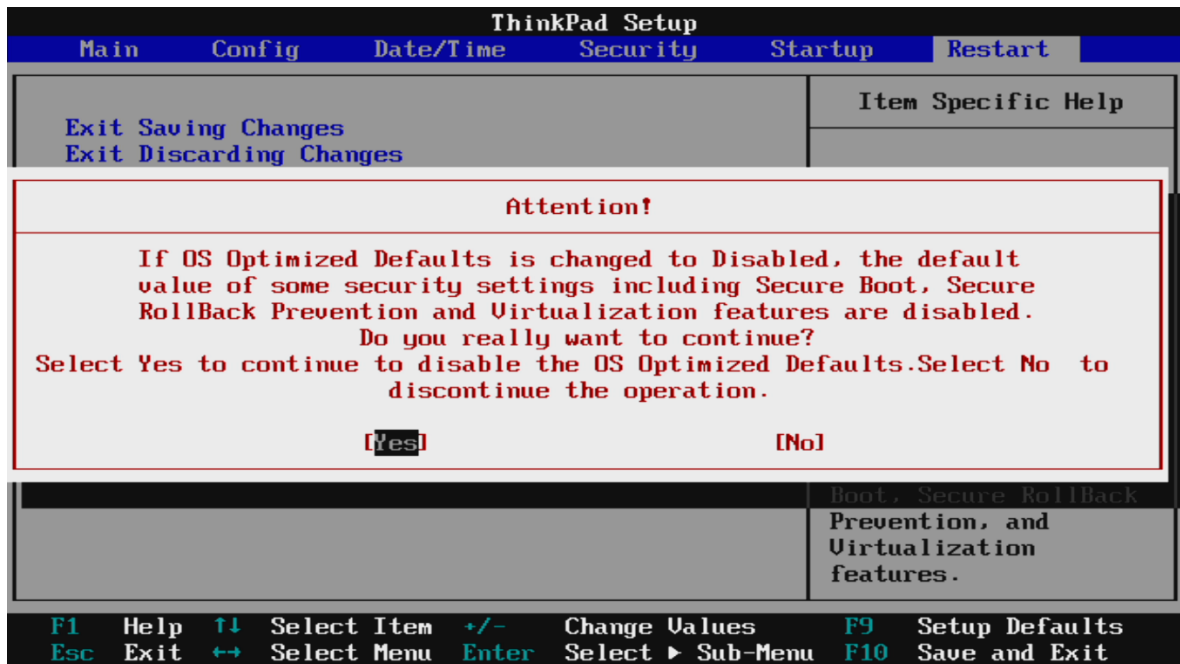 ThinkPad Setup
Main Config Date/Time Security Startup Restart
Item Specific Help
Exit Saving Changes
Exit Discarding Changes
Attention!
If OS Optimized Defaults is changed to Disabled, the default
value of some security settings including Secure Boot, Secure
RollBack Prevention and Virtualization features are disabled.
Do you really want to continue?
Select Yes to continue to disable the OS Optimized Defaults.Select No to
discontinue the operation.
[Yes] [No]
Boot, Secure RollBack
Prevention, and
Virtualization
features.
F1 Help ↑↓ Select Item +/- Change Values F9 Setup Defaults
Esc Exit ←→ Select Menu Enter Select ▶ Sub-Menu F10 Save and Exit